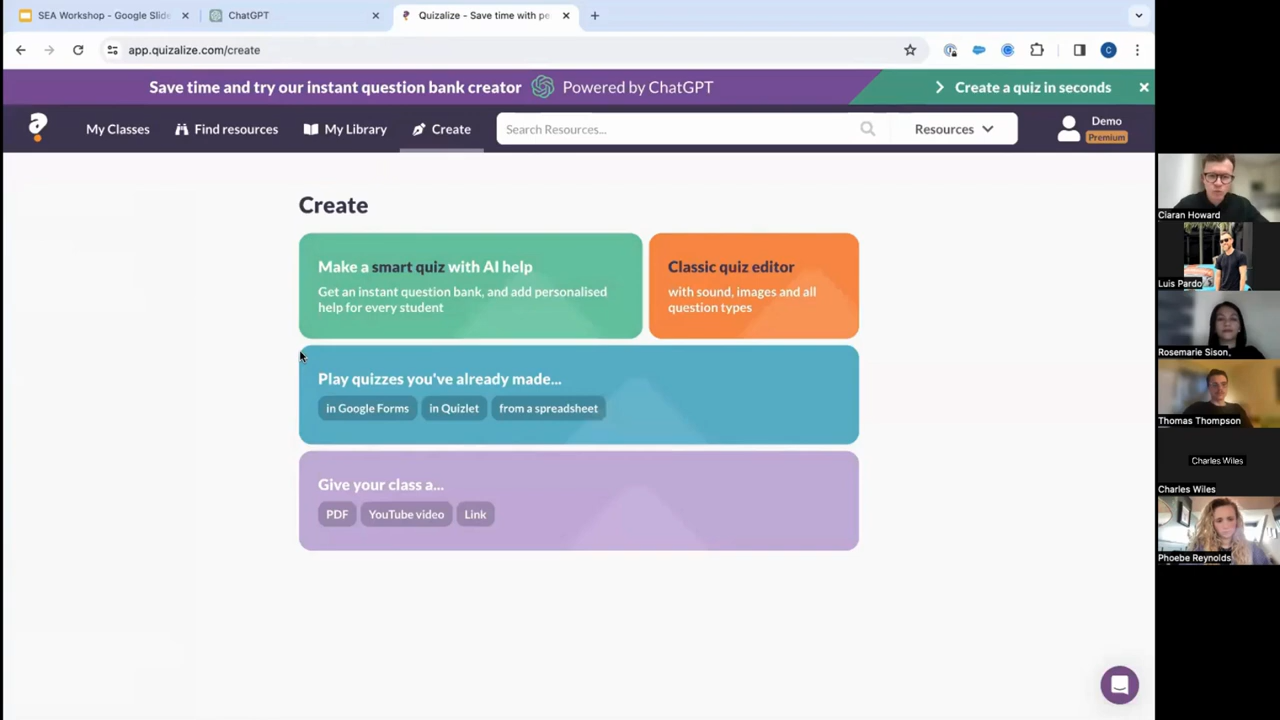 SEA Workshop - Google Slide
ChatGPT
Quizalize - Save time with pe
app.quizalize.com/create
C
Save time and try our instant question bank creator
Powered by ChatGPT
Create a quiz in seconds
My Classes
Find resources
My Library
Create
Search Resources...
Resources
Demo
Premium
Create
Make a smart quiz with AI help
Get an instant question bank, and add personalised
help for every student
Classic quiz editor
with sound, images and all
question types
Play quizzes you've already made...
in Google Forms
in Quizlet
from a spreadsheet
Give your class a...
PDF
YouTube video
Link
Ciaran Howard
Luis Pardo
Rosemarie Sison,
Thomas Thompson
Charles Wiles
Charles Wiles
Phoebe Reynolds